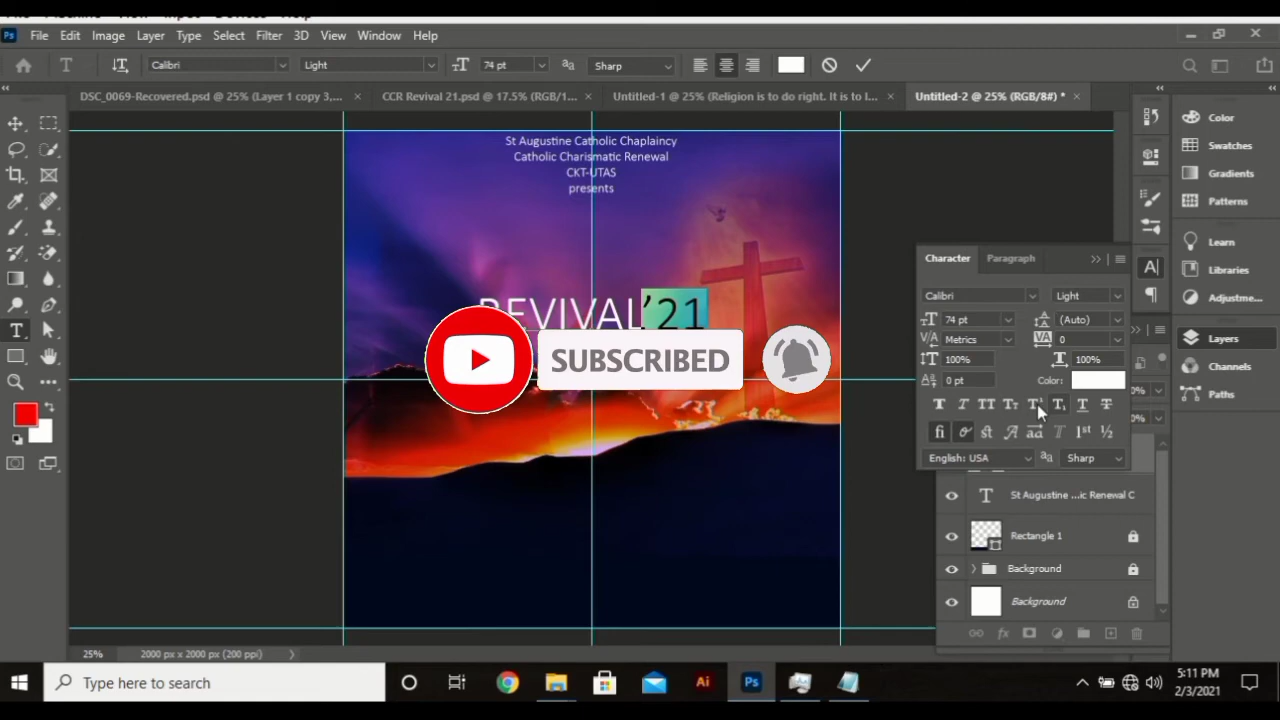 File Edit Image Layer Type Select Filter 3D View Window Help
Calibri Light 74 pt Sharp
DSC_0069-Recovered.psd @ 25% (Layer 1 copy 3,... CCR Revival 21.psd @ 17.5% (RGB/1... Untitled-1 @ 25% (Religion is to do right. It is to l... Untitled-2 @ 25% (RGB/8#) *
St Augustine Catholic Chaplaincy
Catholic Charismatic Renewal
CKT-UTAS
presents
REVIVAL'21
SUBSCRIBED
Color
Swatches
Gradients
Patterns
Learn
Libraries
Adjustme...
Layers
Channels
Paths
Character Paragraph
Calibri Light
74 pt (Auto)
Metrics 0
100% 100%
0 pt Color:
English: USA Sharp
St Augustine ...ic Renewal C
Rectangle 1
Background
Background
25% 2000 px x 2000 px (200 ppi)
Type here to search
Ai Ps
5:11 PM
2/3/2021